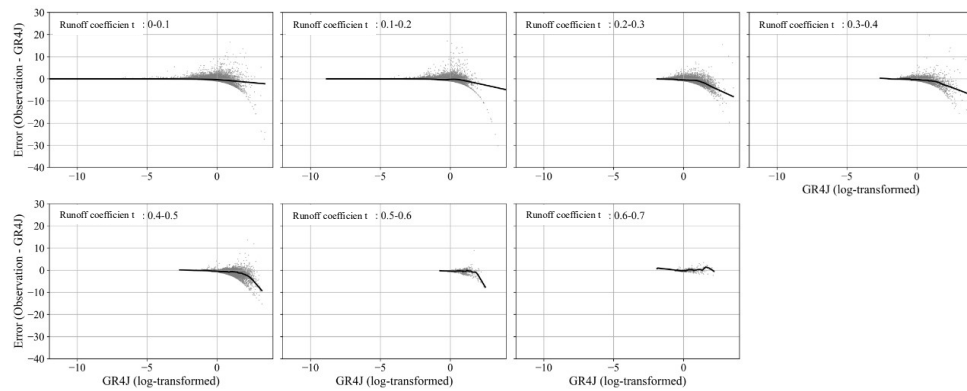 Runoff coefficien t : 0-0.1
Runoff coefficien t : 0.1-0.2
Runoff coefficien t : 0.2-0.3
Runoff coefficien t : 0.3-0.4
Error (Observation - GR4J)
30
20
10
0
−10
−20
−30
40
−10 −5 0
−10 −5 0
−10 −5 0
−10 −5 0
GR4J (log-transformed)
Runoff coefficien t : 0.4-0.5
Runoff coefficien t : 0.5-0.6
Runoff coefficien t : 0.6-0.7
Error (Observation - GR4J)
30
20
10
0
−10
−20
−30
−40
−10 −5 0
−10 −5 0
−10 −5 0
GR4J (log-transformed)
GR4J (log-transformed)
GR4J (log-transformed)